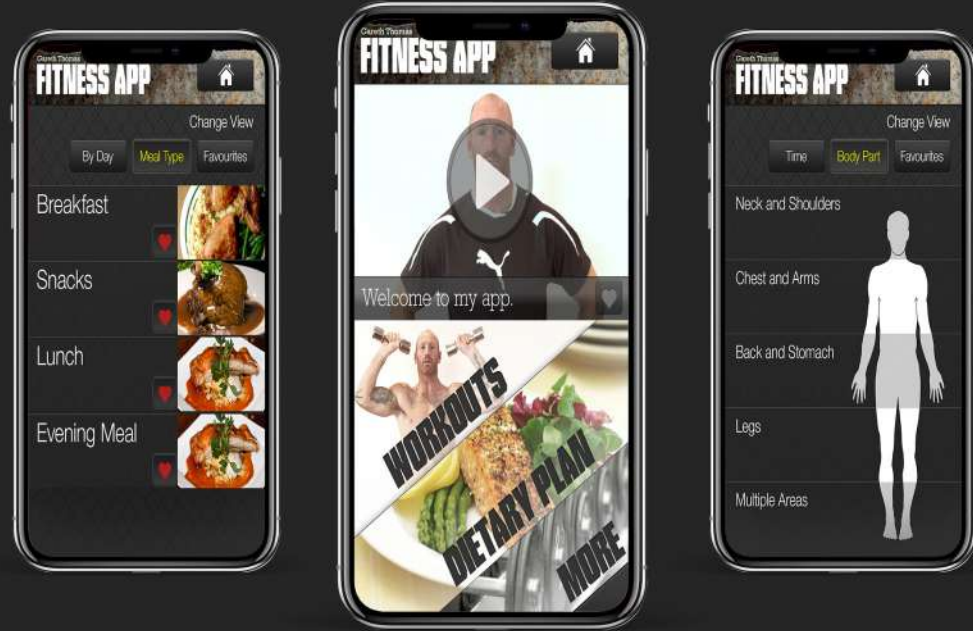 Gareth Thomas
FITNESS APP
Change View
By Day
Meal Type
Favourites
Breakfast
Snacks
Lunch
Evening Meal
Gareth Thomas
FITNESS APP
Welcome to my app.
WORKOUTS
DIETARY PLAN
MORE
Gareth Thomas
FITNESS APP
Change View
Time
Body Part
Favourites
Neck and Shoulders
Chest and Arms
Back and Stomach
Legs
Multiple Areas